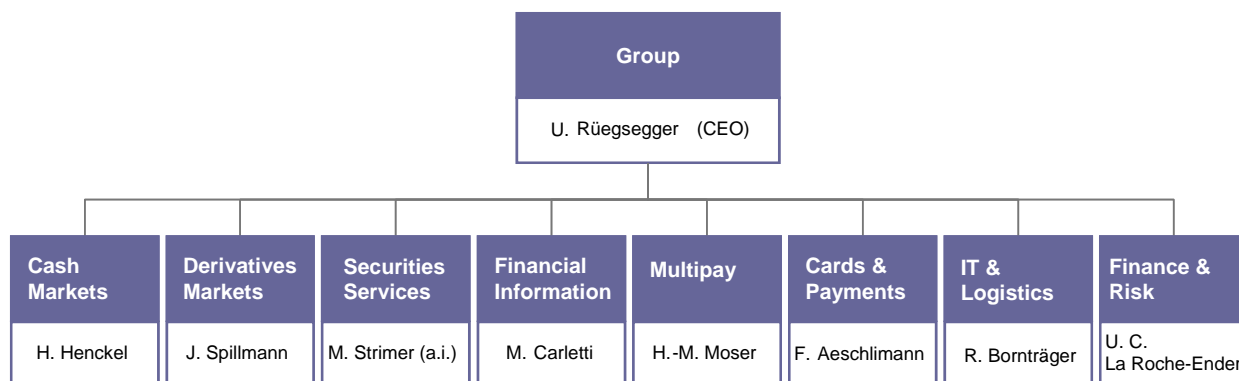 Group
U. Rüegsegger (CEO)
Cash
Markets
Derivatives
Markets
Securities
Services
Financial
Information
Multipay
Cards &
Payments
IT &
Logistics
Finance &
Risk
H. Henckel
J. Spillmann
M. Strimer (a.i.)
M. Carletti
H.-M. Moser
F. Aeschlimann
R. Bornträger
U. C.
La Roche-Ender